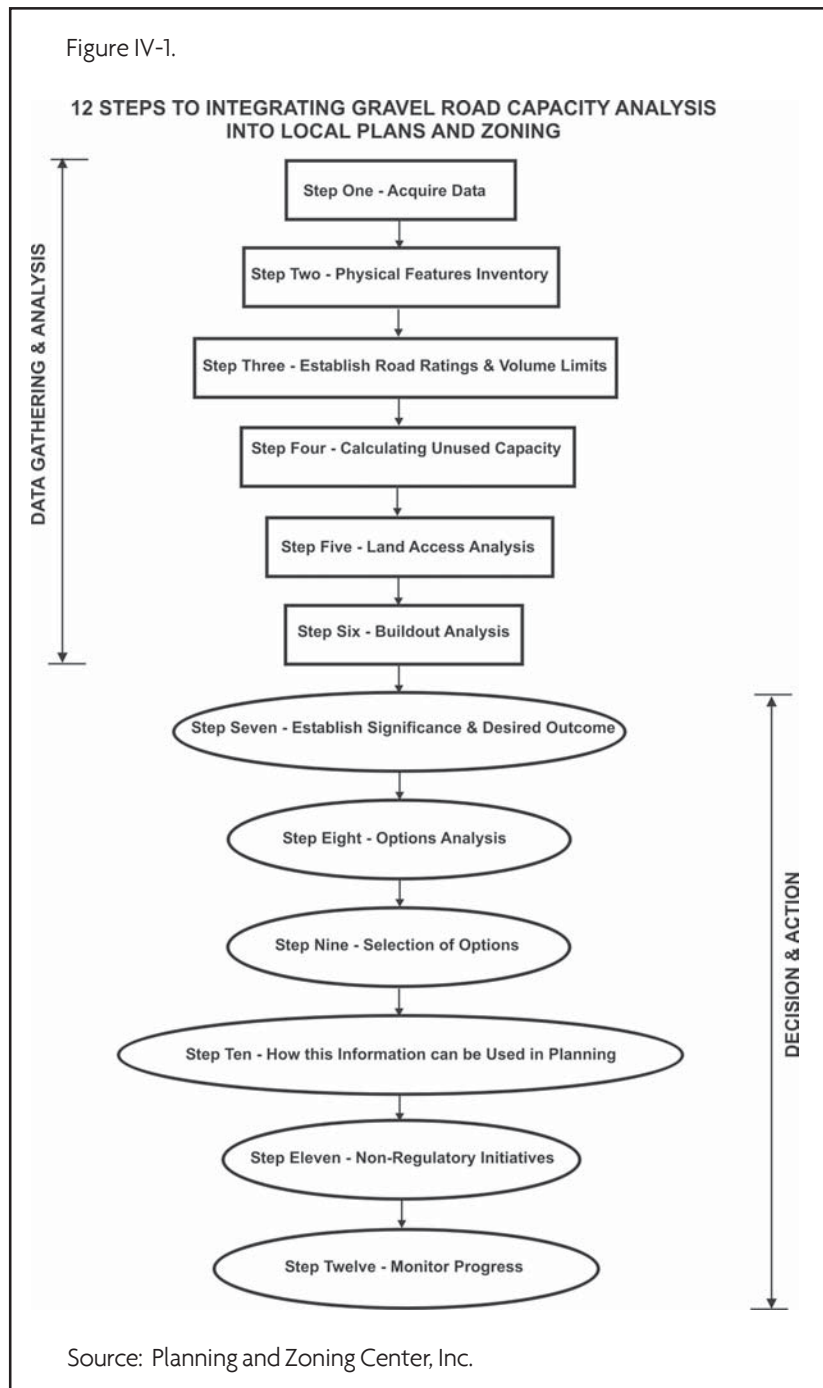 Figure IV-1.
12 STEPS TO INTEGRATING GRAVEL ROAD CAPACITY ANALYSIS
INTO LOCAL PLANS AND ZONING
DATA GATHERING & ANALYSIS
Step One - Acquire Data
Step Two - Physical Features Inventory
Step Three - Establish Road Ratings & Volume Limits
Step Four - Calculating Unused Capacity
Step Five - Land Access Analysis
Step Six - Buildout Analysis
DECISION & ACTION
Step Seven - Establish Significance & Desired Outcome
Step Eight - Options Analysis
Step Nine - Selection of Options
Step Ten - How this Information can be Used in Planning
Step Eleven - Non-Regulatory Initiatives
Step Twelve - Monitor Progress
Source: Planning and Zoning Center, Inc.